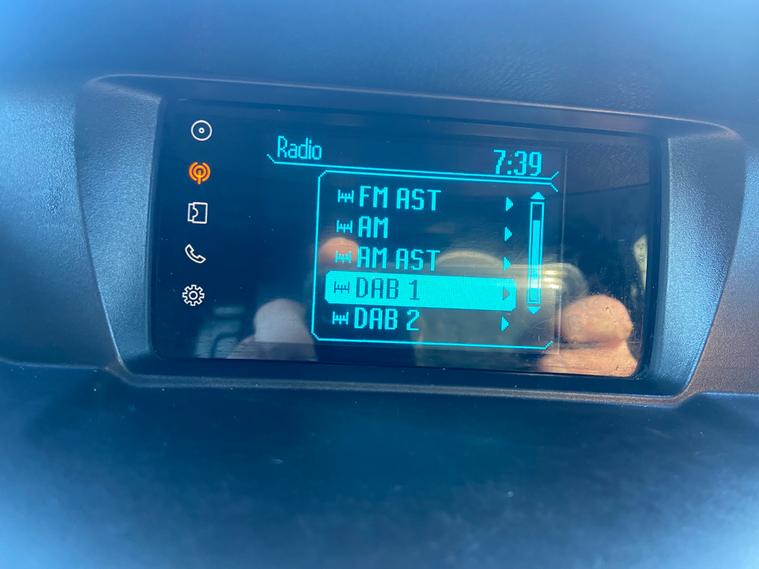 Radio
7:39
FM AST
AM
AM AST
DAB 1
DAB 2